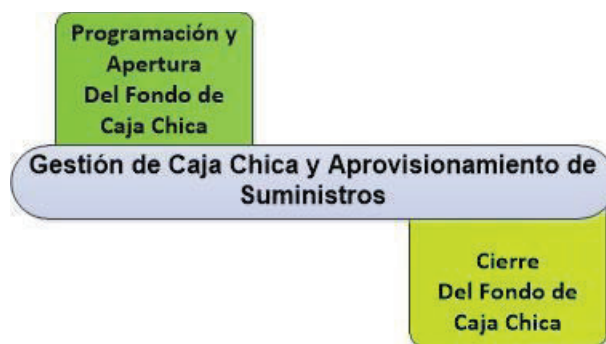 Programación y
Apertura
Del Fondo de
Caja Chica
Gestión de Caja Chica y Aprovisionamiento de
Suministros
Cierre
Del Fondo de
Caja Chica